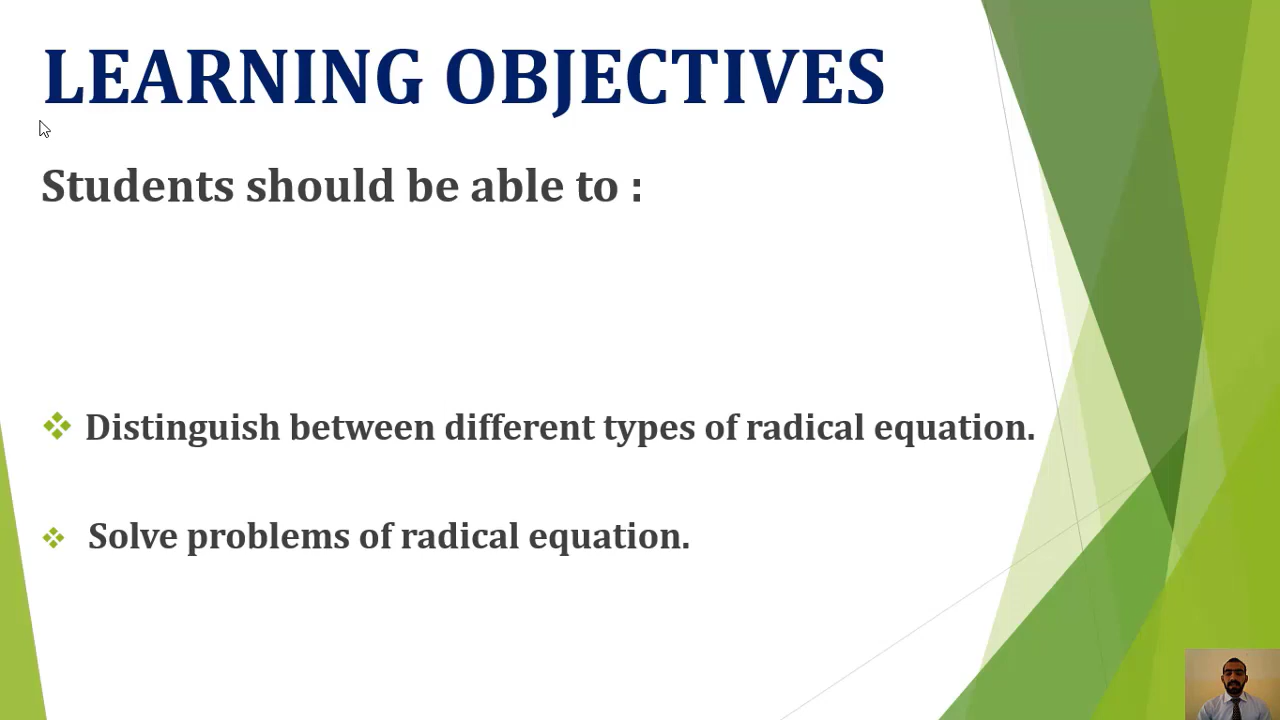 LEARNING OBJECTIVES
Students should be able to :
Distinguish between different types of radical equation.
Solve problems of radical equation.